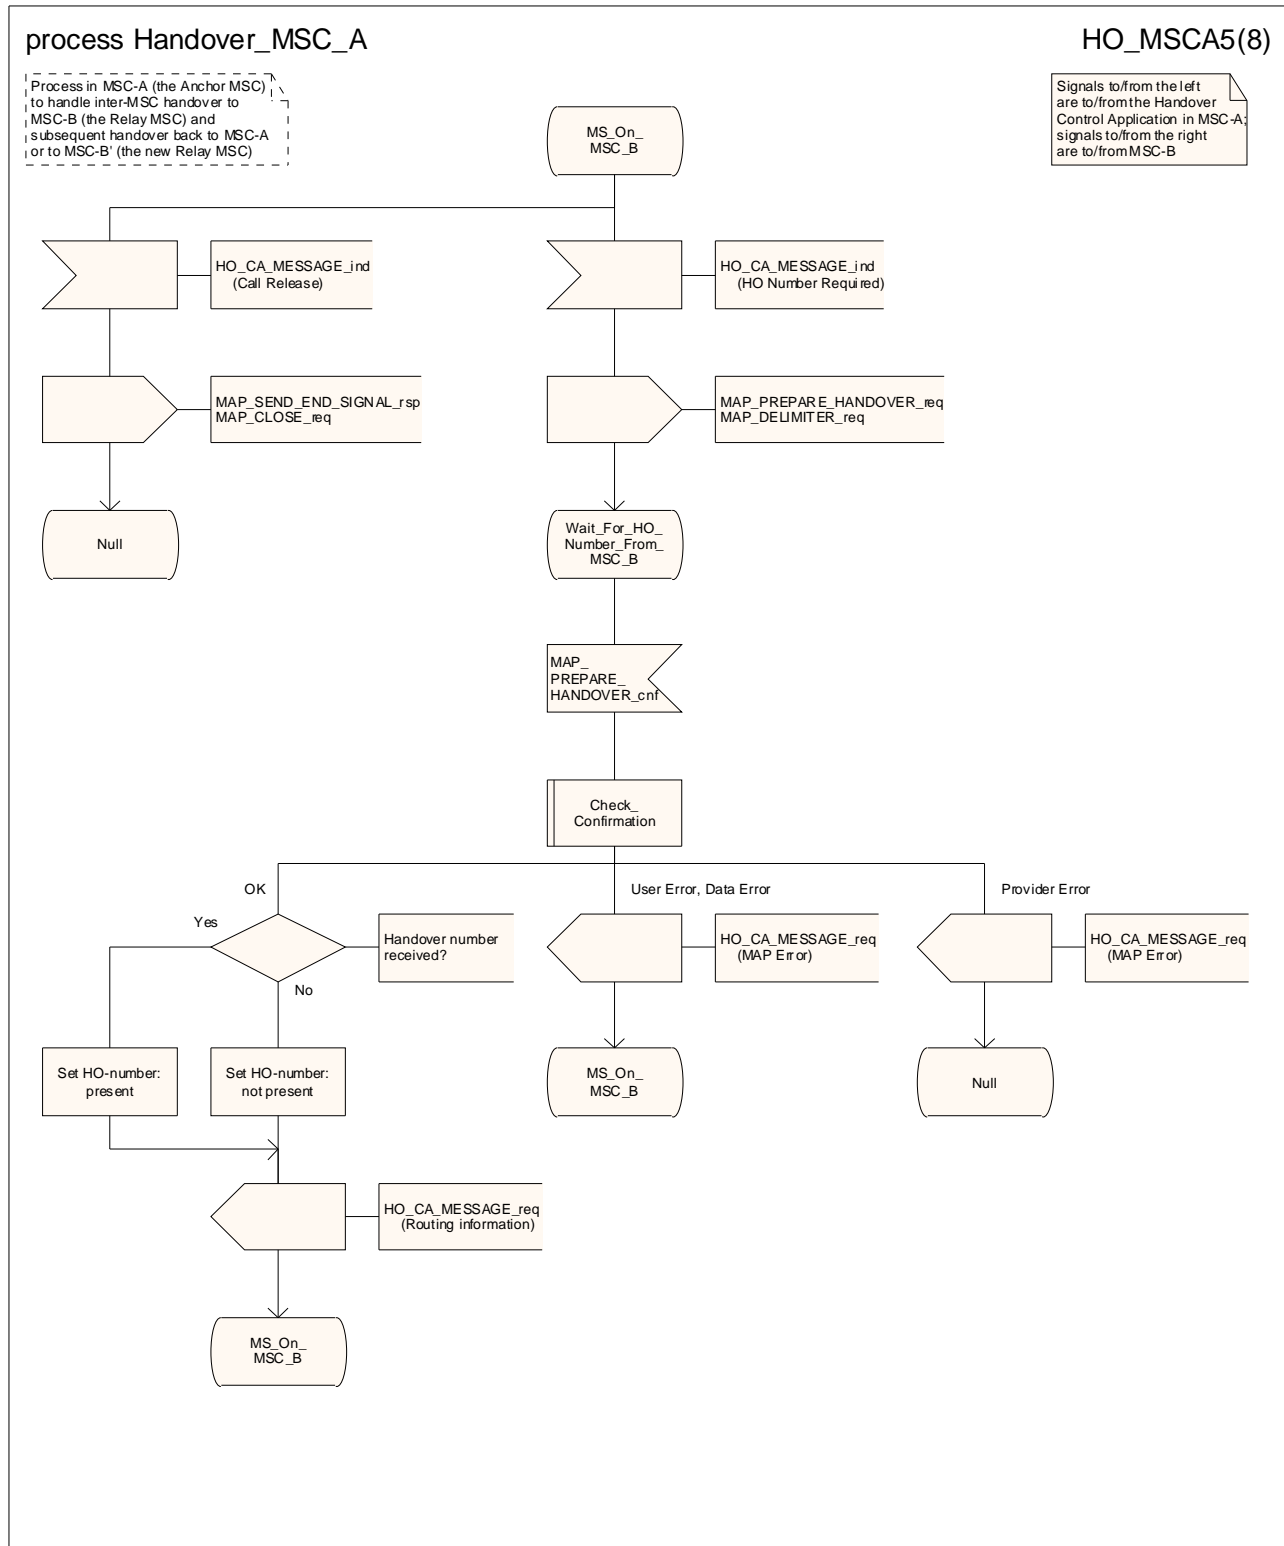 process Handover_MSC_A
HO_MSCA5(8)
Process in MSC-A (the Anchor MSC)
to handle inter-MSC handover to
MSC-B (the Relay MSC) and
subsequent handover back to MSC-A
or to MSC-B' (the new Relay MSC)
Signals to/from the left
are to/from the Handover
Control Application in MSC-A;
signals to/from the right
are to/from MSC-B
MS_On_
MSC_B
HO_CA_MESSAGE_ind
(Call Release)
HO_CA_MESSAGE_ind
(HO Number Required)
MAP_SEND_END_SIGNAL_rsp
MAP_CLOSE_req
MAP_PREPARE_HANDOVER_req
MAP_DELIMITER_req
Null
Wait_For_HO_
Number_From_
MSC_B
MAP_
PREPARE_
HANDOVER_cnf
Check_
Confirmation
OK
User Error, Data Error
Provider Error
Yes
Handover number
received?
No
HO_CA_MESSAGE_req
(MAP Error)
HO_CA_MESSAGE_req
(MAP Error)
Set HO-number:
present
Set HO-number:
not present
MS_On_
MSC_B
Null
HO_CA_MESSAGE_req
(Routing information)
MS_On_
MSC_B